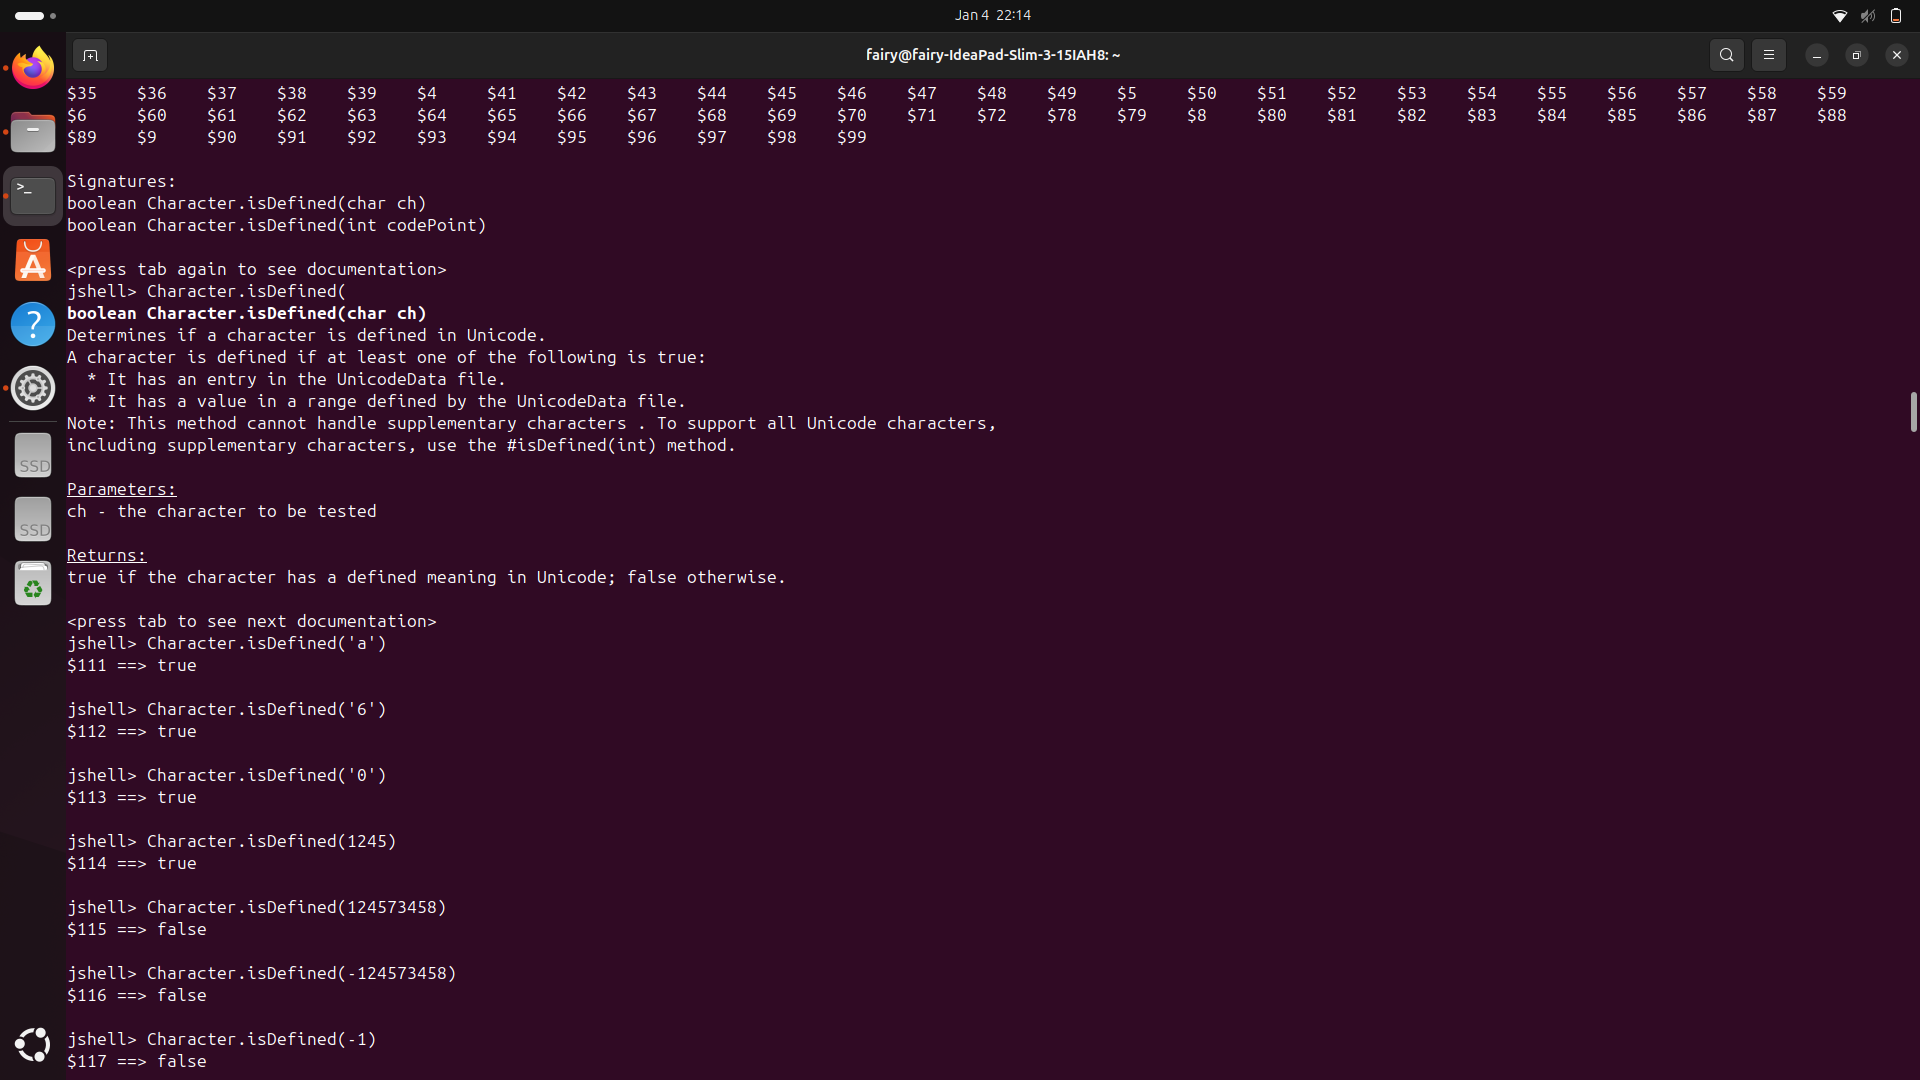 Jan 4 22:14
fairy@fairy-IdeaPad-Slim-3-15IAH8: ~
$35 $36 $37 $38 $39 $4 $41 $42 $43 $44 $45 $46 $47 $48 $49 $5 $50 $51 $52 $53 $54 $55 $56 $57 $58 $59
$6 $60 $61 $62 $63 $64 $65 $66 $67 $68 $69 $70 $71 $72 $78 $79 $8 $80 $81 $82 $83 $84 $85 $86 $87 $88
$89 $9 $90 $91 $92 $93 $94 $95 $96 $97 $98 $99
Signatures:
boolean Character.isDefined(char ch)
boolean Character.isDefined(int codePoint)
<press tab again to see documentation>
jshell> Character.isDefined(
boolean Character.isDefined(char ch)
Determines if a character is defined in Unicode.
A character is defined if at least one of the following is true:
* It has an entry in the UnicodeData file.
* It has a value in a range defined by the UnicodeData file.
Note: This method cannot handle supplementary characters . To support all Unicode characters,
including supplementary characters, use the #isDefined(int) method.
Parameters:
ch - the character to be tested
Returns:
true if the character has a defined meaning in Unicode; false otherwise.
<press tab to see next documentation>
jshell> Character.isDefined('a')
$111 ==> true
jshell> Character.isDefined('6')
$112 ==> true
jshell> Character.isDefined('0')
$113 ==> true
jshell> Character.isDefined(1245)
$114 ==> true
jshell> Character.isDefined(124573458)
$115 ==> false
jshell> Character.isDefined(-124573458)
$116 ==> false
jshell> Character.isDefined(-1)
$117 ==> false
>_
A
?
SSD
SSD